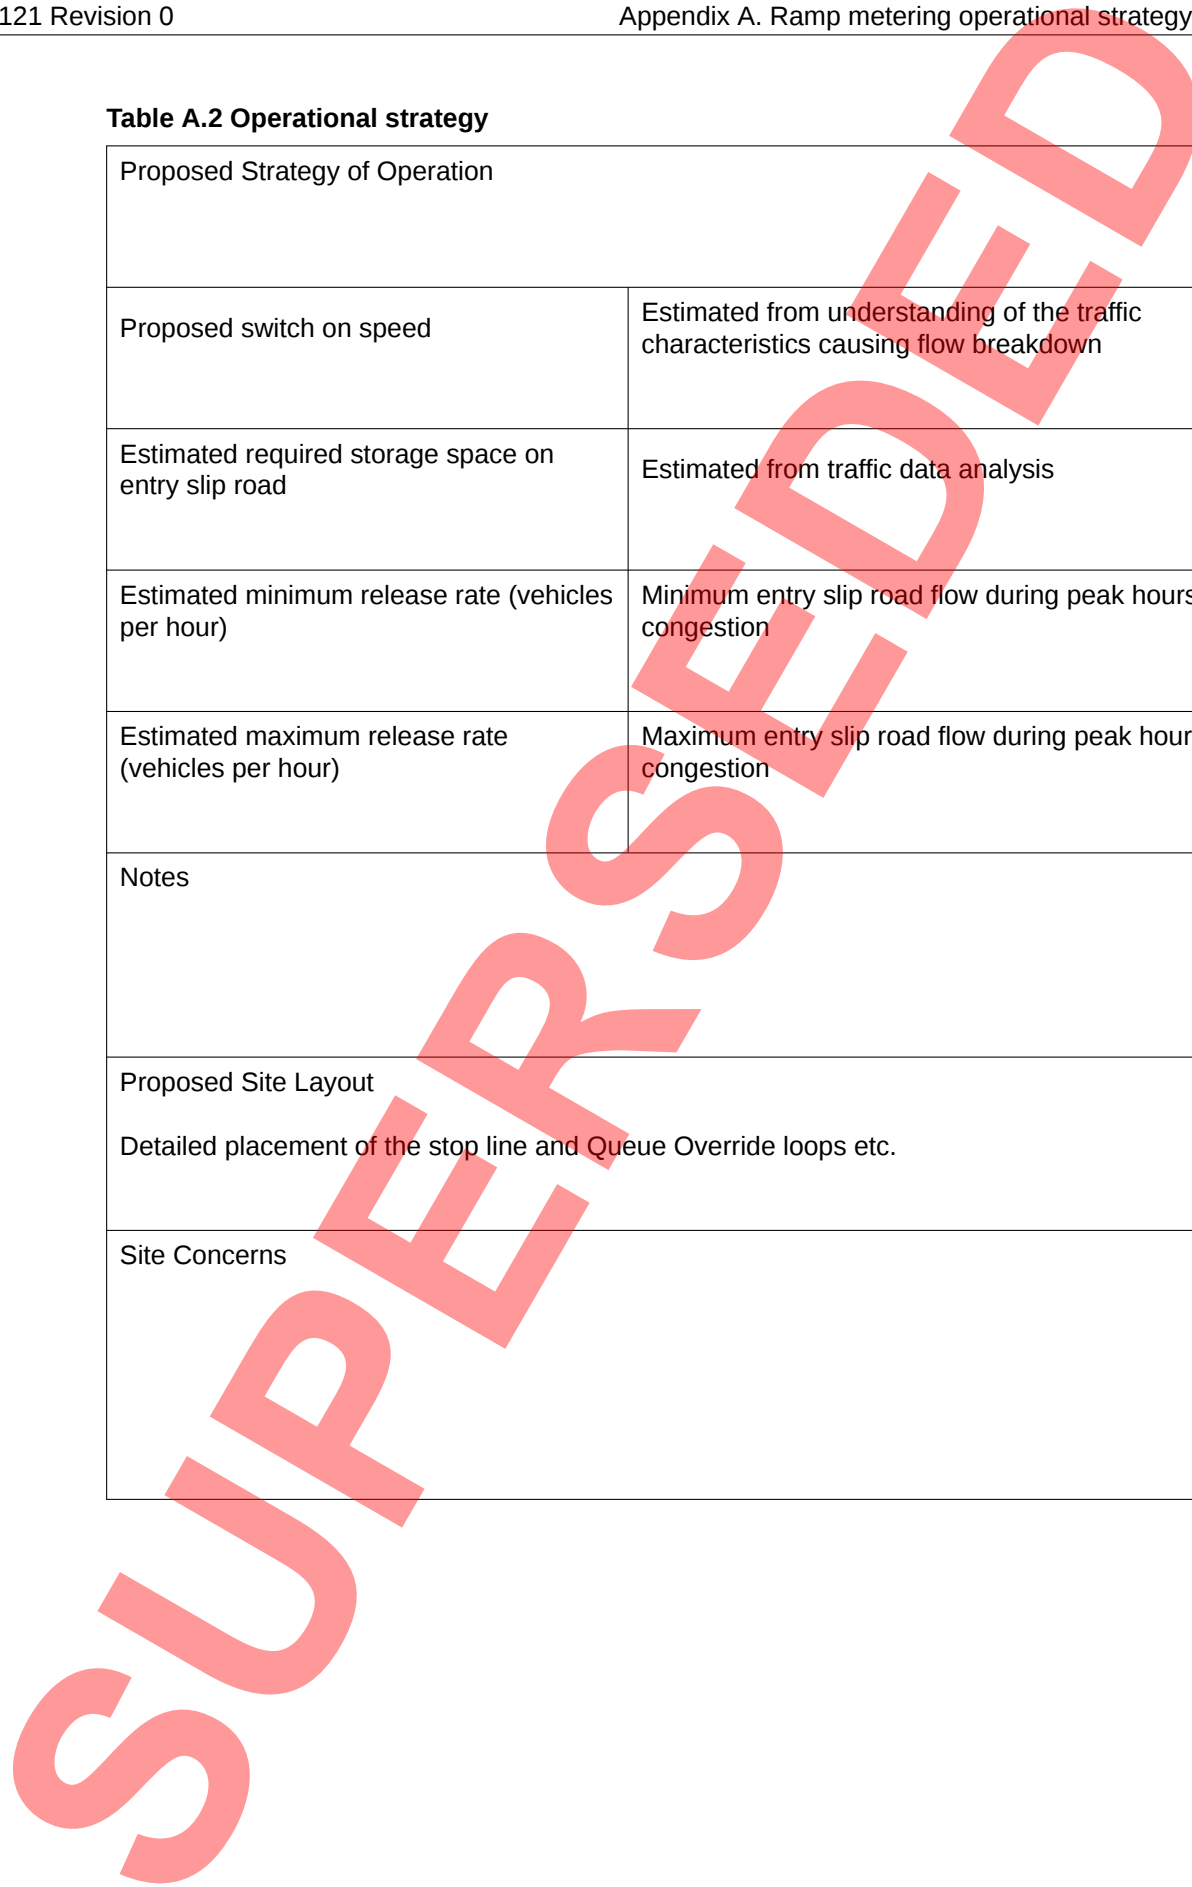 121 Revision 0 Appendix A. Ramp metering operational strategy
Table A.2 Operational strategy
Proposed Strategy of Operation
Proposed switch on speed
Estimated from understanding of the traffic
characteristics causing flow breakdown
Estimated required storage space on
entry slip road
Estimated from traffic data analysis
Estimated minimum release rate (vehicles
per hour)
Minimum entry slip road flow during peak hours
congestion
Estimated maximum release rate
(vehicles per hour)
Maximum entry slip road flow during peak hour
congestion
Notes
Proposed Site Layout
Detailed placement of the stop line and Queue Override loops etc.
Site Concerns
SUPERSEDED